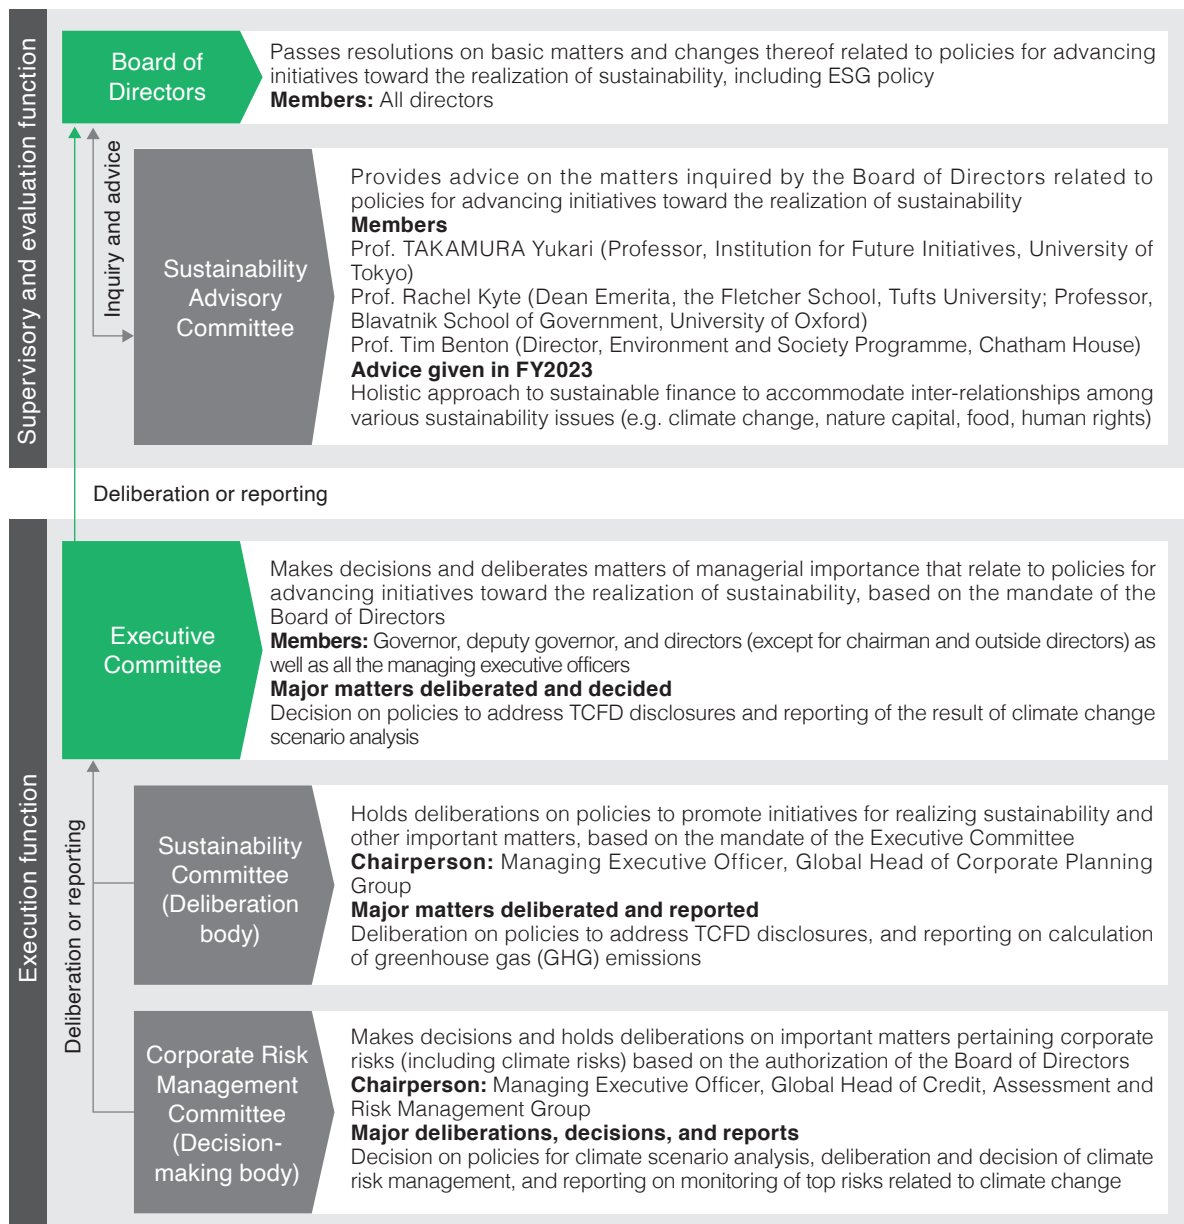 Supervisory and evaluation function
Board of
Directors
Passes resolutions on basic matters and changes thereof related to policies for advancing
initiatives toward the realization of sustainability, including ESG policy
Members: All directors
Inquiry and advice
Sustainability
Advisory
Committee
Provides advice on the matters inquired by the Board of Directors related to
policies for advancing initiatives toward the realization of sustainability
Members
Prof. TAKAMURA Yukari (Professor, Institution for Future Initiatives, University of
Tokyo)
Prof. Rachel Kyte (Dean Emerita, the Fletcher School, Tufts University; Professor,
Blavatnik School of Government, University of Oxford)
Prof. Tim Benton (Director, Environment and Society Programme, Chatham House)
Advice given in FY2023
Holistic approach to sustainable finance to accommodate inter-relationships among
various sustainability issues (e.g. climate change, nature capital, food, human rights)
Deliberation or reporting
Execution function
Executive
Committee
Makes decisions and deliberates matters of managerial importance that relate to policies for
advancing initiatives toward the realization of sustainability, based on the mandate of the
Board of Directors
Members: Governor, deputy governor, and directors (except for chairman and outside directors) as
well as all the managing executive officers
Major matters deliberated and decided
Decision on policies to address TCFD disclosures and reporting of the result of climate change
scenario analysis
Deliberation or reporting
Sustainability
Committee
(Deliberation
body)
Holds deliberations on policies to promote initiatives for realizing sustainability and
other important matters, based on the mandate of the Executive Committee
Chairperson: Managing Executive Officer, Global Head of Corporate Planning
Group
Major matters deliberated and reported
Deliberation on policies to address TCFD disclosures, and reporting on calculation
of greenhouse gas (GHG) emissions
Corporate Risk
Management
Committee
(Decision-
making body)
Makes decisions and holds deliberations on important matters pertaining corporate
risks (including climate risks) based on the authorization of the Board of Directors
Chairperson: Managing Executive Officer, Global Head of Credit, Assessment and
Risk Management Group
Major deliberations, decisions, and reports
Decision on policies for climate scenario analysis, deliberation and decision of climate
risk management, and reporting on monitoring of top risks related to climate change